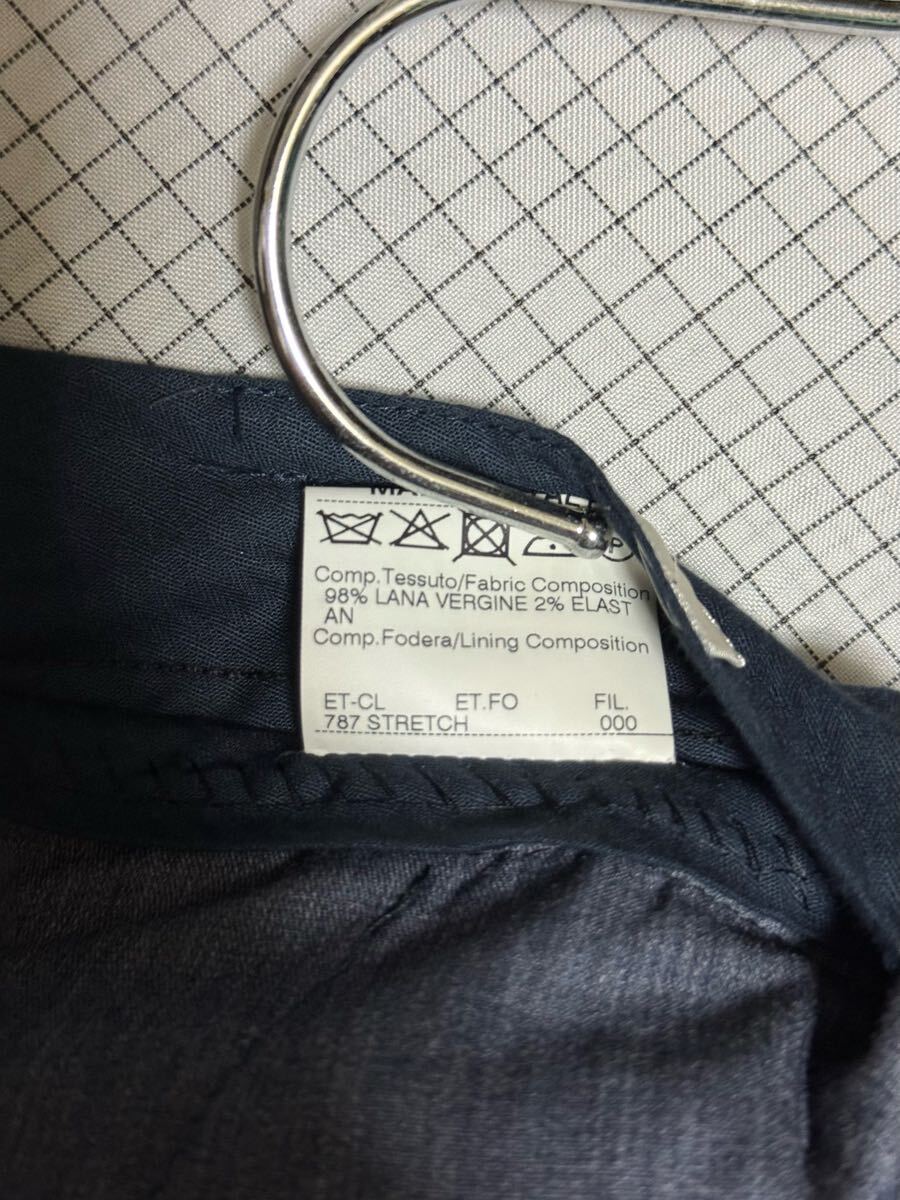 P
Comp.Tessuto/Fabric Composition
98% LANA VERGINE 2% ELAST
AN
Comp.Fodera/Lining Composition
ET-CL ET.FO FIL.
787 STRETCH 000